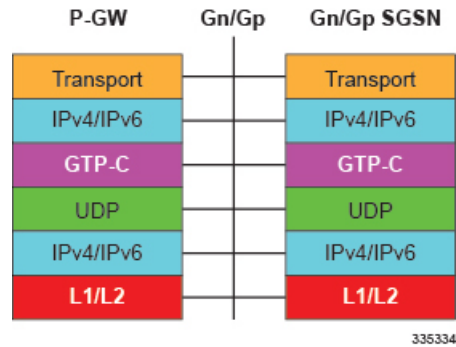 P-GW Gn/Gp Gn/Gp SGSN
Transport Transport
IPv4/IPv6 IPv4/IPv6
GTP-C GTP-C
UDP UDP
IPv4/IPv6 IPv4/IPv6
L1/L2 L1/L2
335334